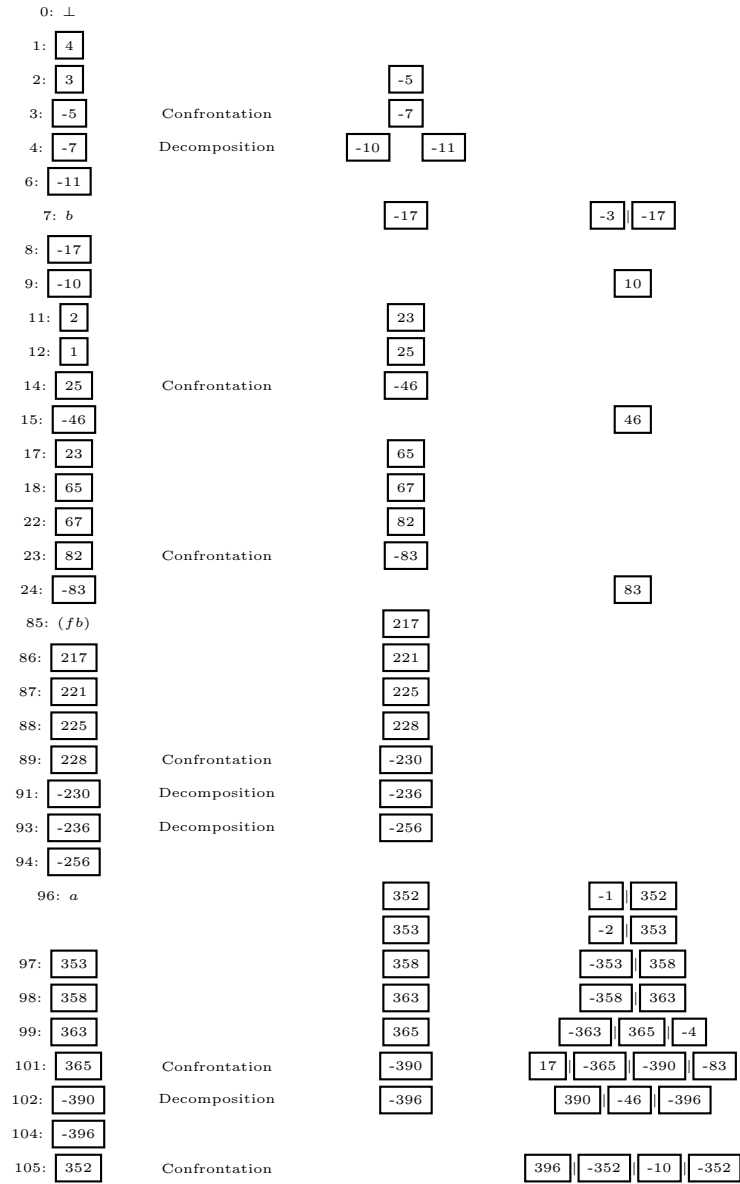 0: ⊥
1: 4
2: 3 -5
3: -5 Confrontation -7
4: -7 Decomposition -10 -11
6: -11
7: b -17 -3 | -17
8: -17
9: -10 10
11: 2 23
12: 1 25
14: 25 Confrontation -46
15: -46 46
17: 23 65
18: 65 67
22: 67 82
23: 82 Confrontation -83
24: -83 83
85: (fb) 217
86: 217 221
87: 221 225
88: 225 228
89: 228 Confrontation -230
91: -230 Decomposition -236
93: -236 Decomposition -256
94: -256
96: a 352 -1 | 352
353 -2 | 353
97: 353 358 -353 | 358
98: 358 363 -358 | 363
99: 363 365 -363 | 365 | -4
101: 365 Confrontation -390 17 | -365 | -390 | -83
102: -390 Decomposition -396 390 | -46 | -396
104: -396
105: 352 Confrontation 396 | -352 | -10 | -352